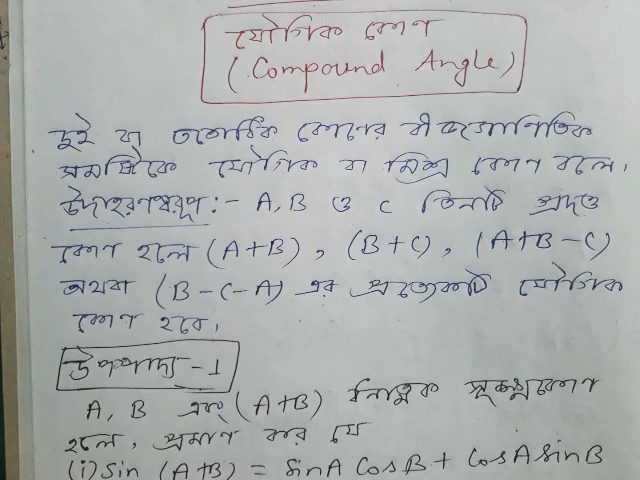 যৌগিক কোণ
(Compound Angle)
দুই বা ততোধিক কোণের বীজগাণিতিক
সমষ্টিকে যৌগিক বা মিশ্র কোণ বলে।
উদাহরণস্বরূপ:- A, B ও C তিনটি প্রদত্ত
কোণ হলে (A+B), (B+C), (A+B-C)
অথবা (B-C-A) এর প্রত্যেকটি যৌগিক
কোণ হবে।
উপপাদ্য-1
A, B এবং (A+B) ধনাত্মক সূক্ষ্মকোণ
হলে, প্রমাণ কর যে
(i) Sin (A+B) = SinA CosB + CosA SinB